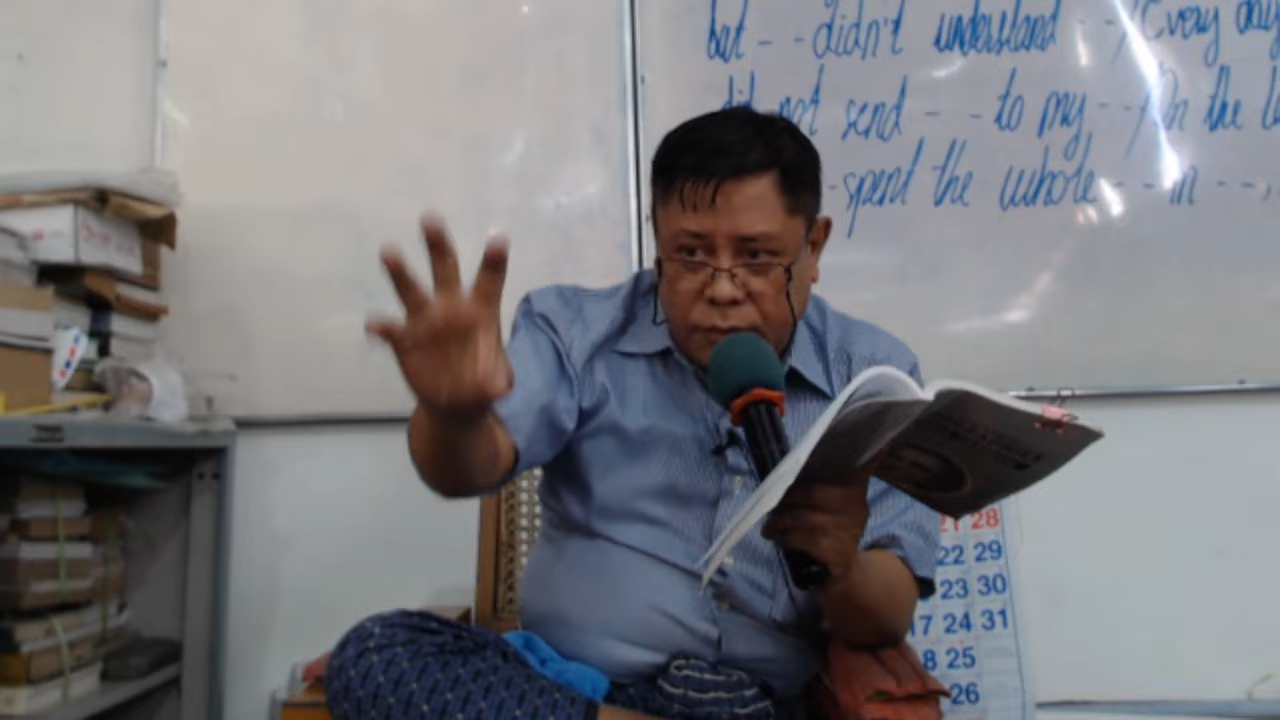 but - - didn't understand - - / Every day
did not send - - to my - - / On the
spent the whole - - in - -,
21 28
22 29
23 30
17 24 31
8 25
26